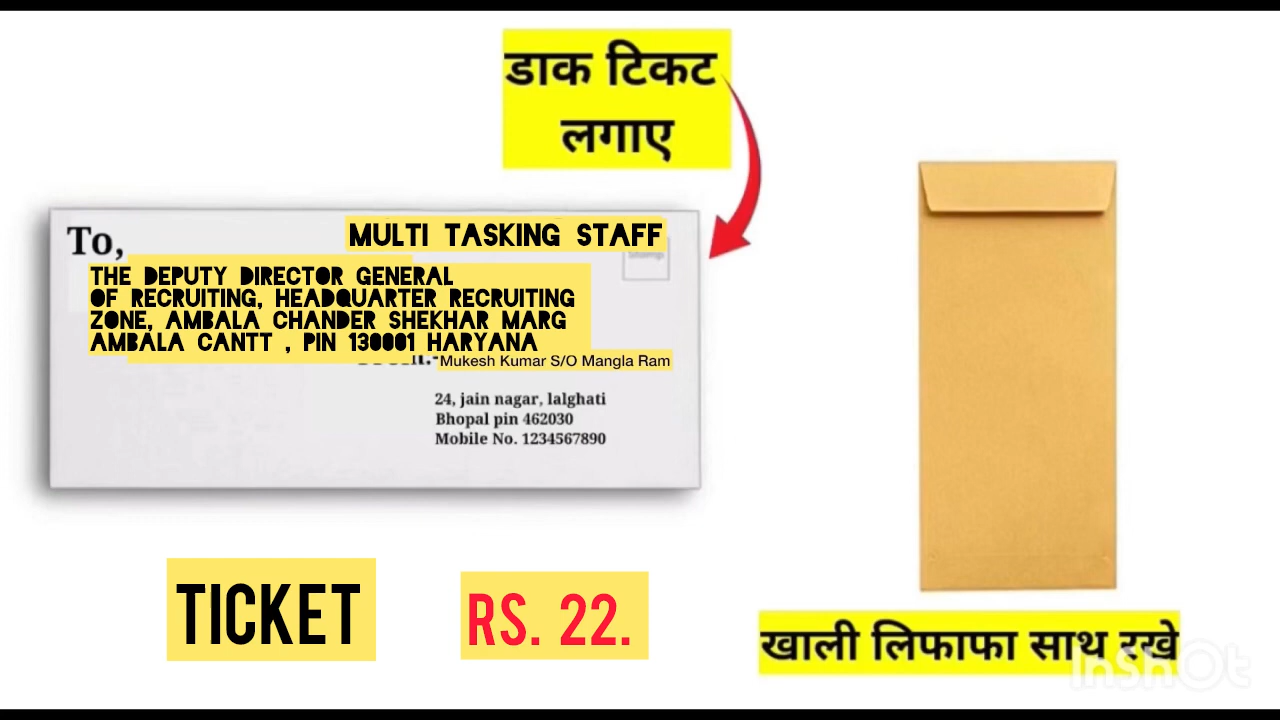 डाक टिकट
लगाए
To,
MULTI TASKING STAFF
THE DEPUTY DIRECTOR GENERAL
OF RECRUITING, HEADQUARTER RECRUITING
ZONE, AMBALA CHANDER SHEKHAR MARG
AMBALA CANTT , PIN 130001 HARYANA
Mukesh Kumar S/O Mangla Ram
24, jain nagar, lalghati
Bhopal pin 462030
Mobile No. 1234567890
TICKET
RS. 22.
खाली लिफाफा साथ रखे
InShOt